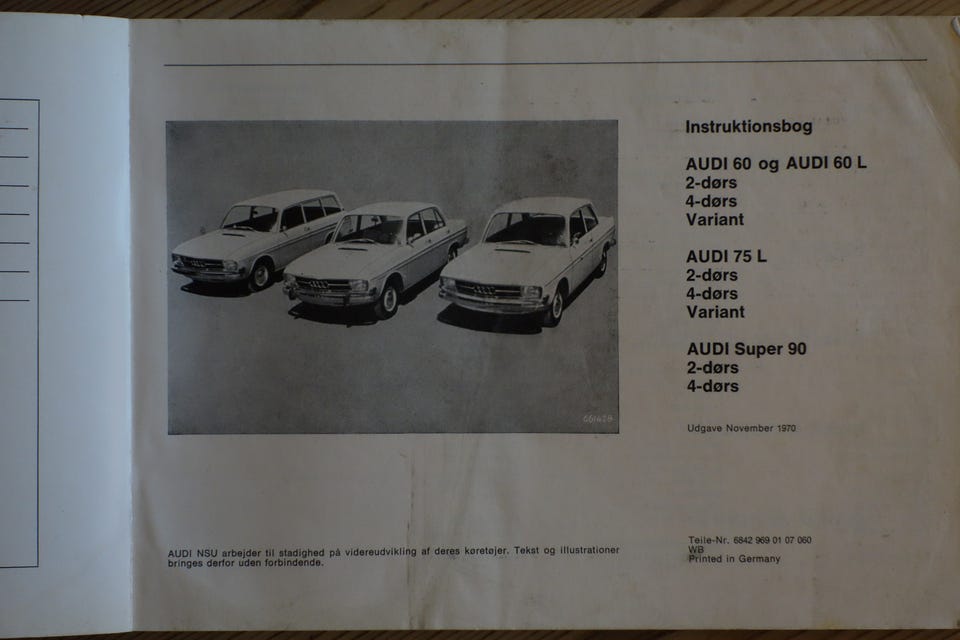 Instruktionsbog
AUDI 60 og AUDI 60 L
2-dørs
4-dørs
Variant
AUDI 75 L
2-dørs
4-dørs
Variant
AUDI Super 90
2-dørs
4-dørs
Udgave November 1970
661428
AUDI NSU arbejder til stadighed på videreudvikling af deres køretøjer. Tekst og illustrationer
bringes derfor uden forbindende.
Teile-Nr. 6842 969 01 07 060
WB
Printed in Germany